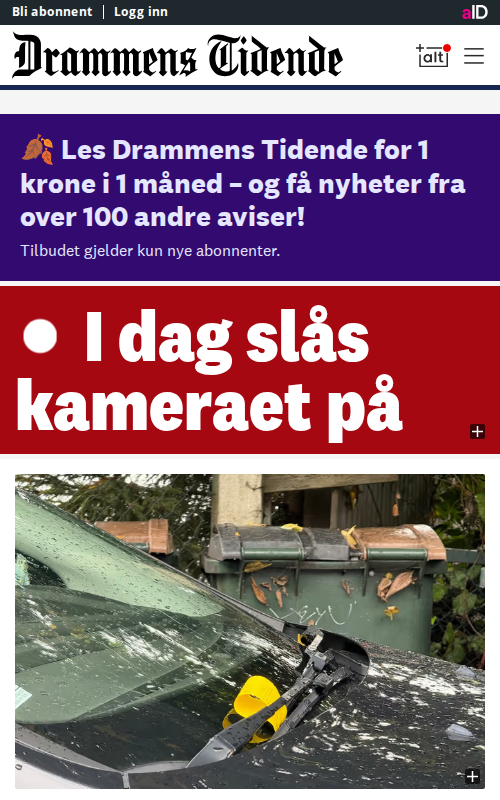 Bli abonnent
Logg inn
aID
Drammens Tidende
+alt
Les Drammens Tidende for 1
krone i 1 måned – og få nyheter fra
over 100 andre aviser!
Tilbudet gjelder kun nye abonnenter.
I dag slås
kameraet på